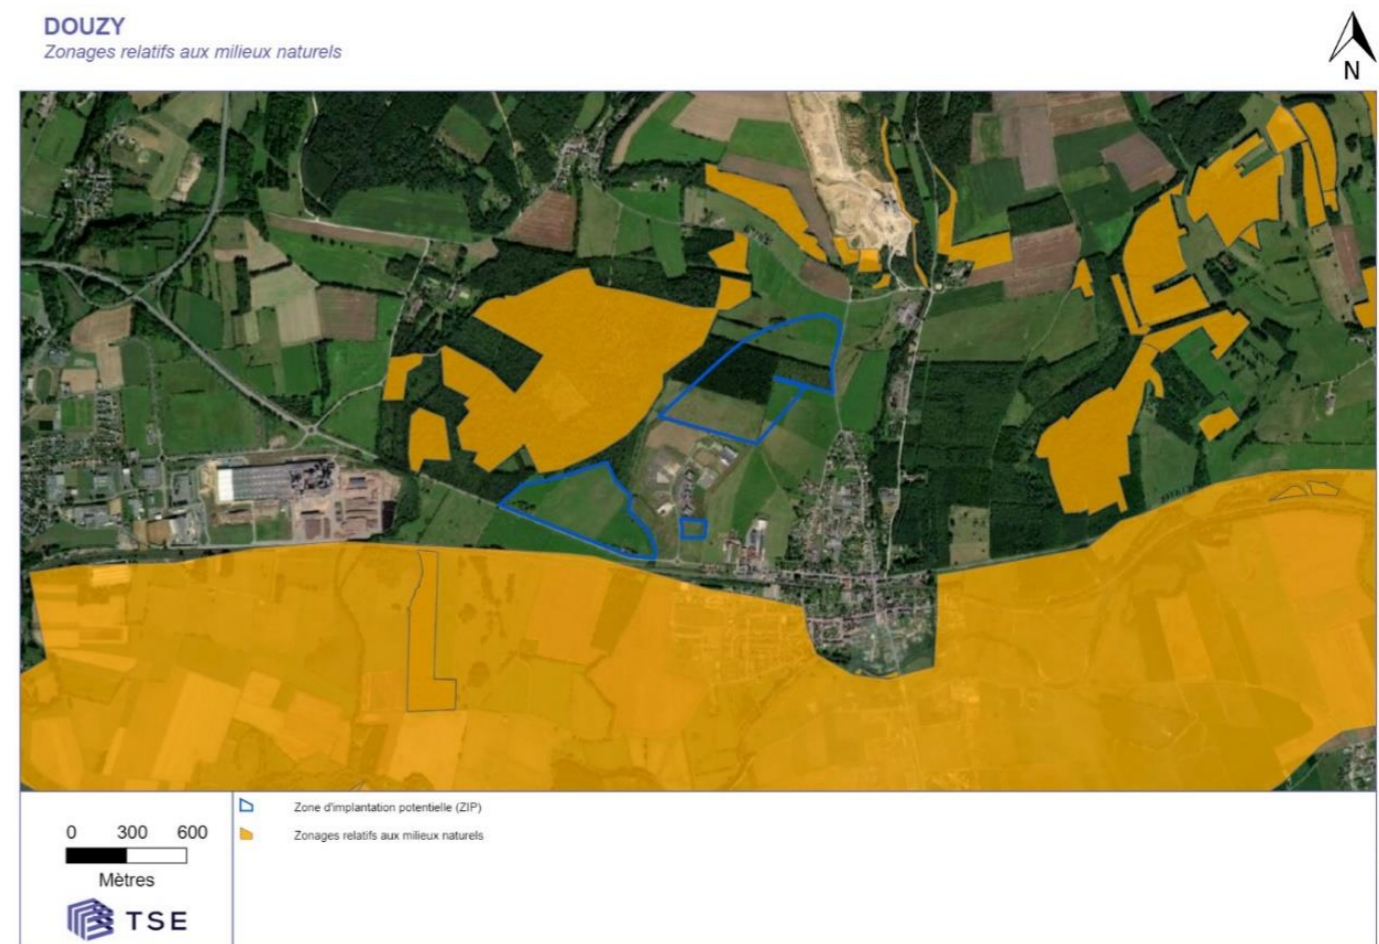 DOUZY
Zonages relatifs aux milieux naturels
N
Zone d'implantation potentielle (ZIP)
Zonages relatifs aux milieux naturels
0 300 600
Mètres
TSE